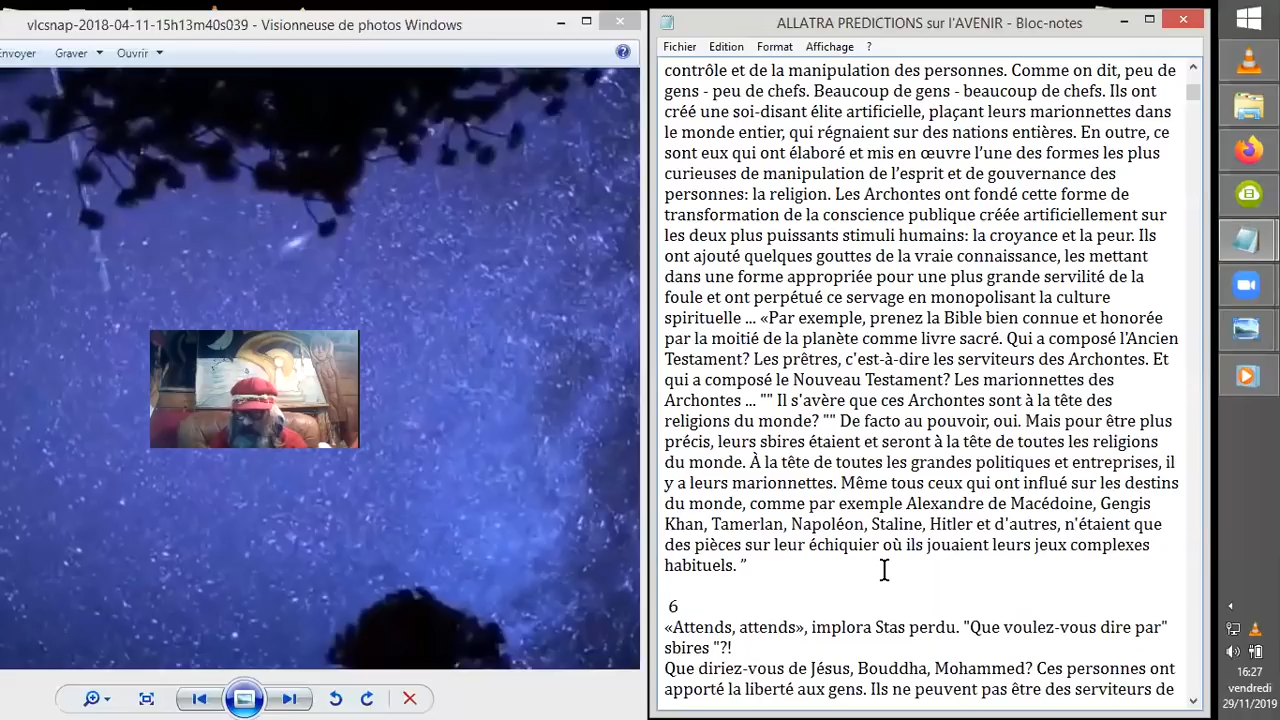 vlcsnap-2018-04-11-15h13m40s039 - Visionneuse de photos Windows
Envoyer Graver Ouvrir
ALLATRA PREDICTIONS sur l'AVENIR - Bloc-notes
Fichier Edition Format Affichage ?
contrôle et de la manipulation des personnes. Comme on dit, peu de
gens - peu de chefs. Beaucoup de gens - beaucoup de chefs. Ils ont
créé une soi-disant élite artificielle, plaçant leurs marionnettes dans
le monde entier, qui régnaient sur des nations entières. En outre, ce
sont eux qui ont élaboré et mis en œuvre l’une des formes les plus
curieuses de manipulation de l’esprit et de gouvernance des
personnes: la religion. Les Archontes ont fondé cette forme de
transformation de la conscience publique créée artificiellement sur
les deux plus puissants stimuli humains: la croyance et la peur. Ils
ont ajouté quelques gouttes de la vraie connaissance, les mettant
dans une forme appropriée pour une plus grande servilité de la
foule et ont perpétué ce servage en monopolisant la culture
spirituelle ... «Par exemple, prenez la Bible bien connue et honorée
par la moitié de la planète comme livre sacré. Qui a composé l'Ancien
Testament? Les prêtres, c'est-à-dire les serviteurs des Archontes. Et
qui a composé le Nouveau Testament? Les marionnettes des
Archontes ... "" Il s'avère que ces Archontes sont à la tête des
religions du monde? "" De facto au pouvoir, oui. Mais pour être plus
précis, leurs sbires étaient et seront à la tête de toutes les religions
du monde. À la tête de toutes les grandes politiques et entreprises, il
y a leurs marionnettes. Même tous ceux qui ont influé sur les destins
du monde, comme par exemple Alexandre de Macédoine, Gengis
Khan, Tamerlan, Napoléon, Staline, Hitler et d'autres, n'étaient que
des pièces sur leur échiquier où ils jouaient leurs jeux complexes
habituels. ”
6
«Attends, attends», implora Stas perdu. "Que voulez-vous dire par"
sbires "?!
Que diriez-vous de Jésus, Bouddha, Mohammed? Ces personnes ont
apporté la liberté aux gens. Ils ne peuvent pas être des serviteurs de
16:27
vendredi
29/11/2019